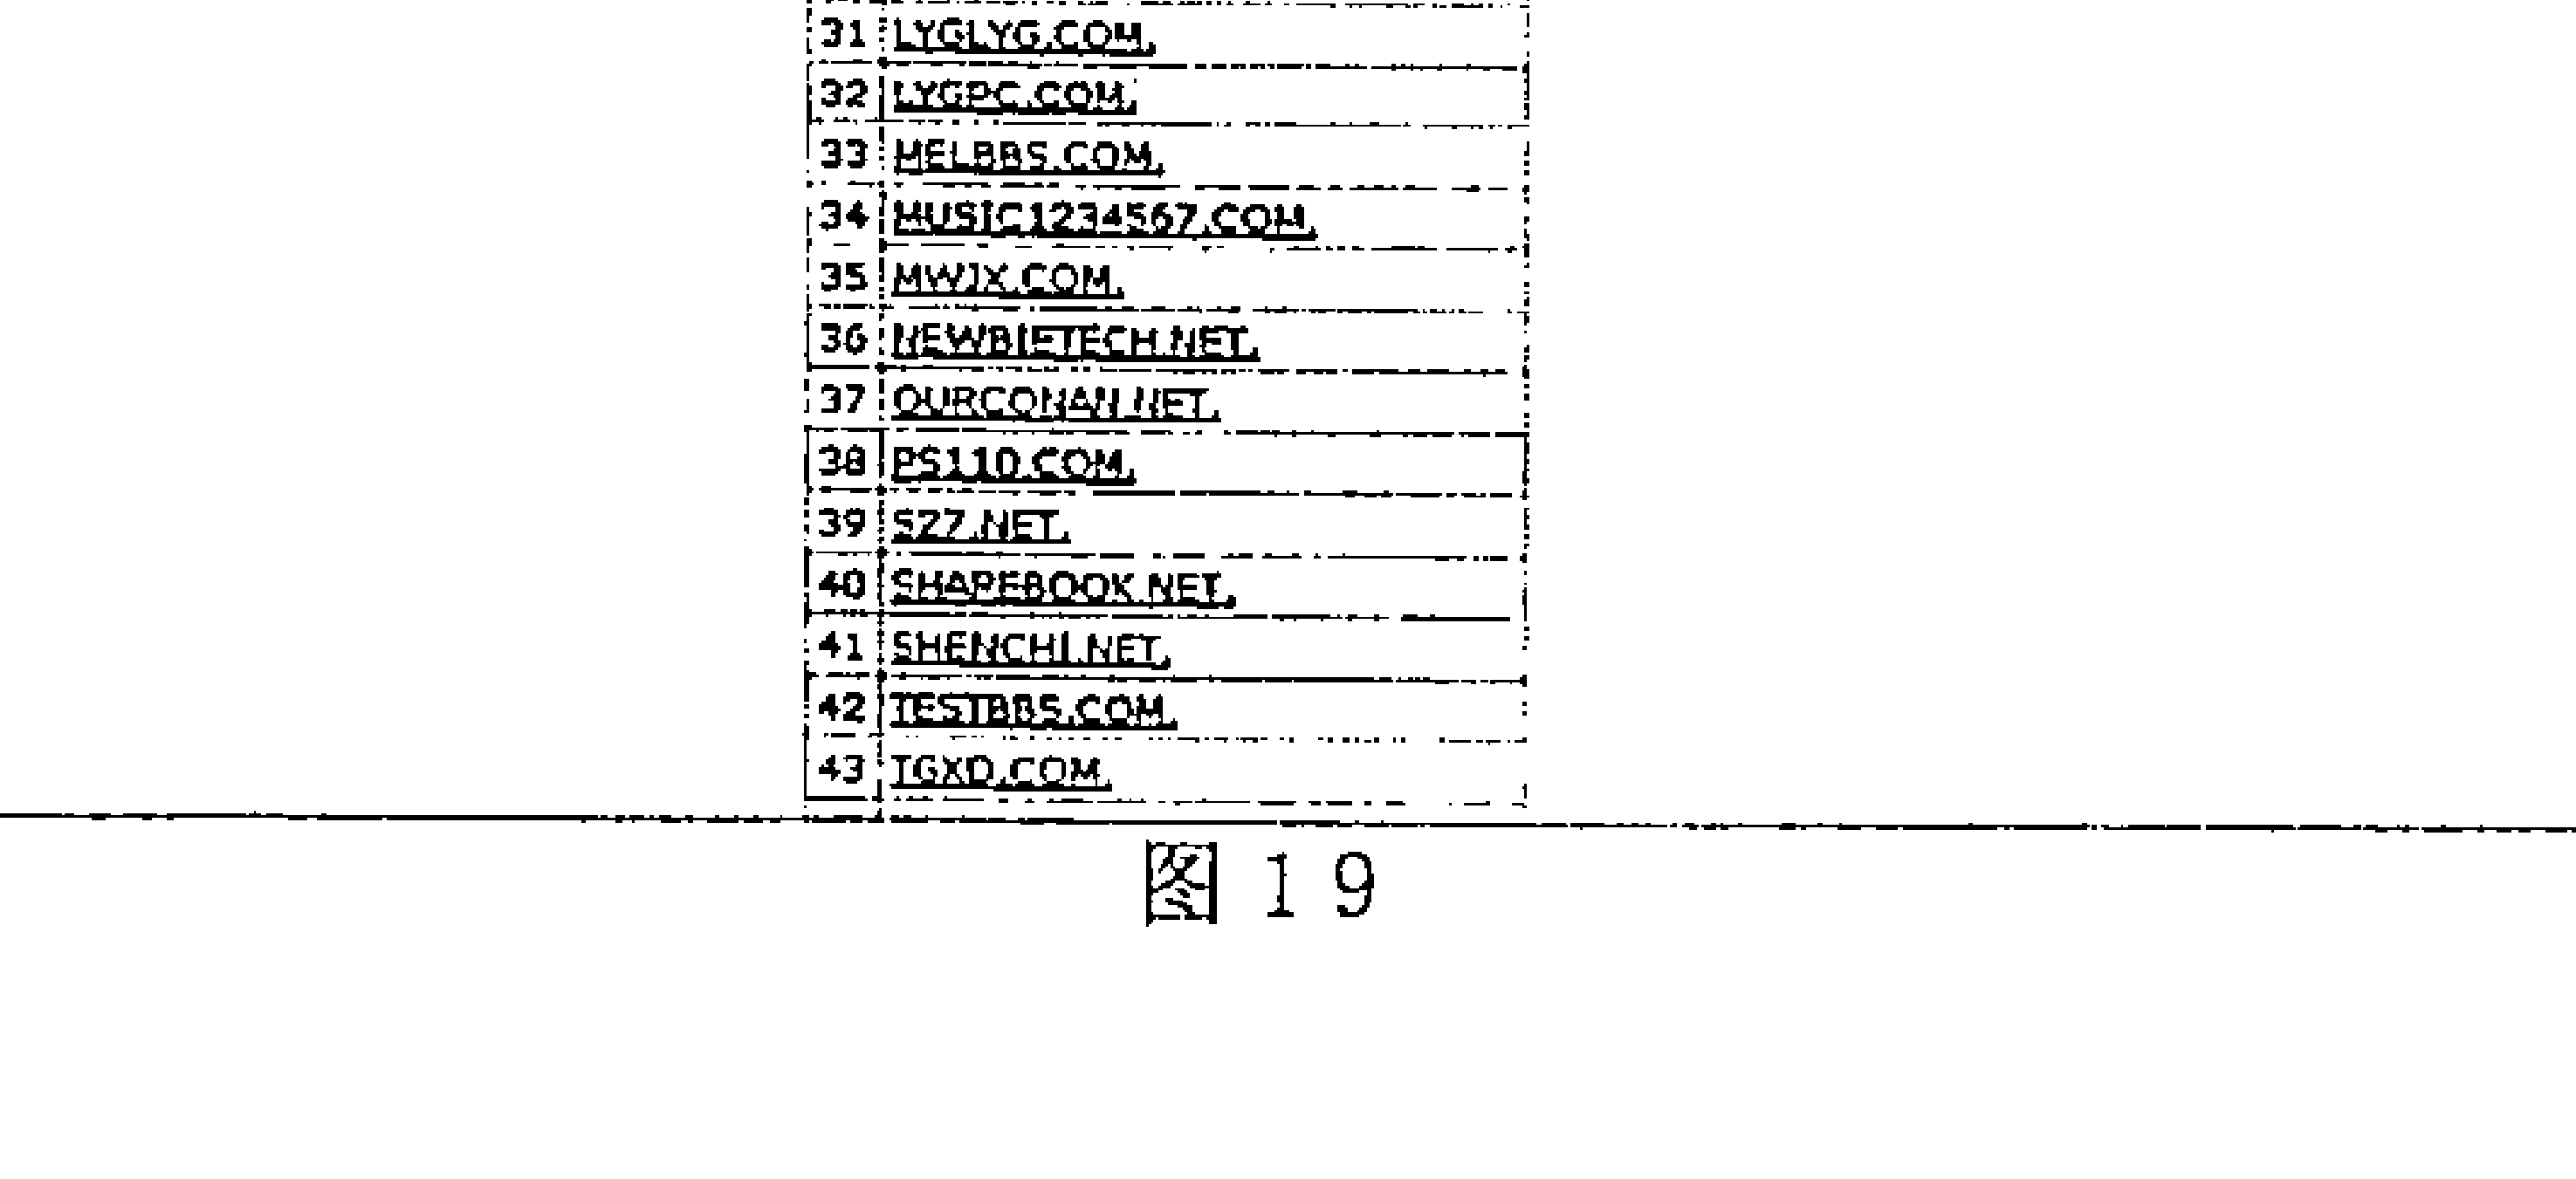 31 LYGLYG.COM.
32 LYGPC.COM.
33 MELBBS.COM.
34 MUSIC1234567.COM.
35 MWJX.COM.
36 NEWBIETECH.NET.
37 OURCONAN.NET.
38 PS110.COM.
39 S27.NET.
40 SHAPEBOOK.NET.
41 SHENCHI.NET.
42 TESTBBS.COM.
43 TGXD.COM.
图 19